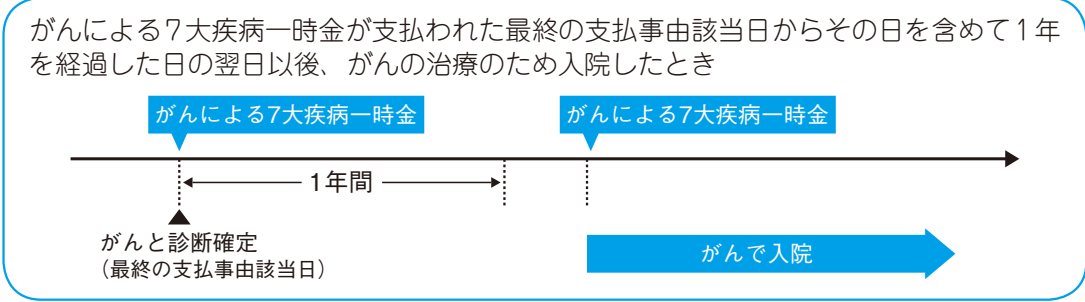 がんによる７大疾病一時金が支払われた最終の支払事由該当日からその日を含めて１年
を経過した日の翌日以後、がんの治療のため入院したとき
がんによる7大疾病一時金
がんによる7大疾病一時金
1年間
がんと診断確定
（最終の支払事由該当日）
がんで入院